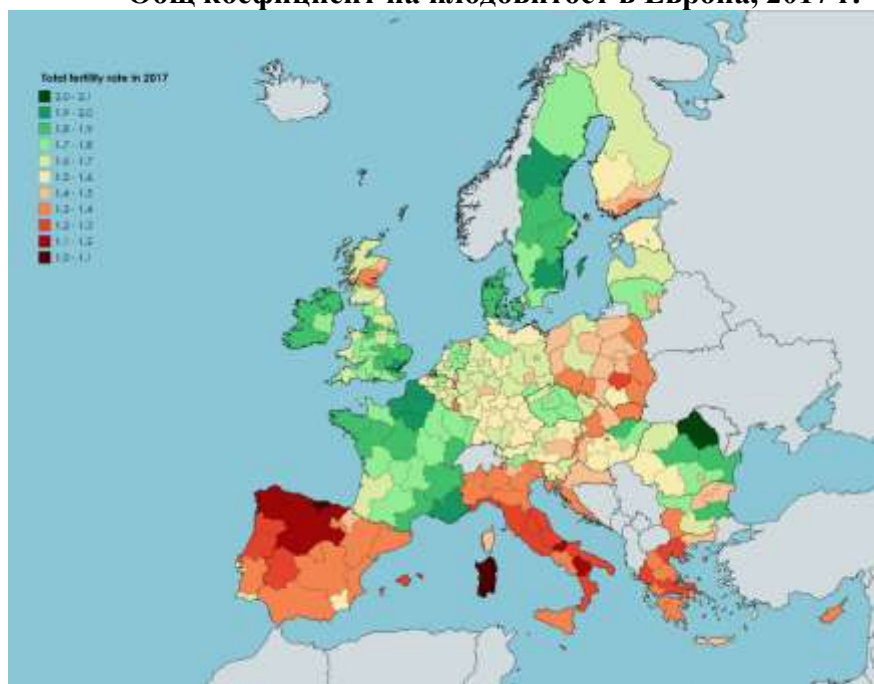 Общ коефициент на плодовитост в Европа, 2017 г.
Total fertility rate in 2017
2.0 - 2.1
1.9 - 2.0
1.8 - 1.9
1.7 - 1.8
1.6 - 1.7
1.5 - 1.6
1.4 - 1.5
1.3 - 1.4
1.2 - 1.3
1.1 - 1.2
1.0 - 1.1